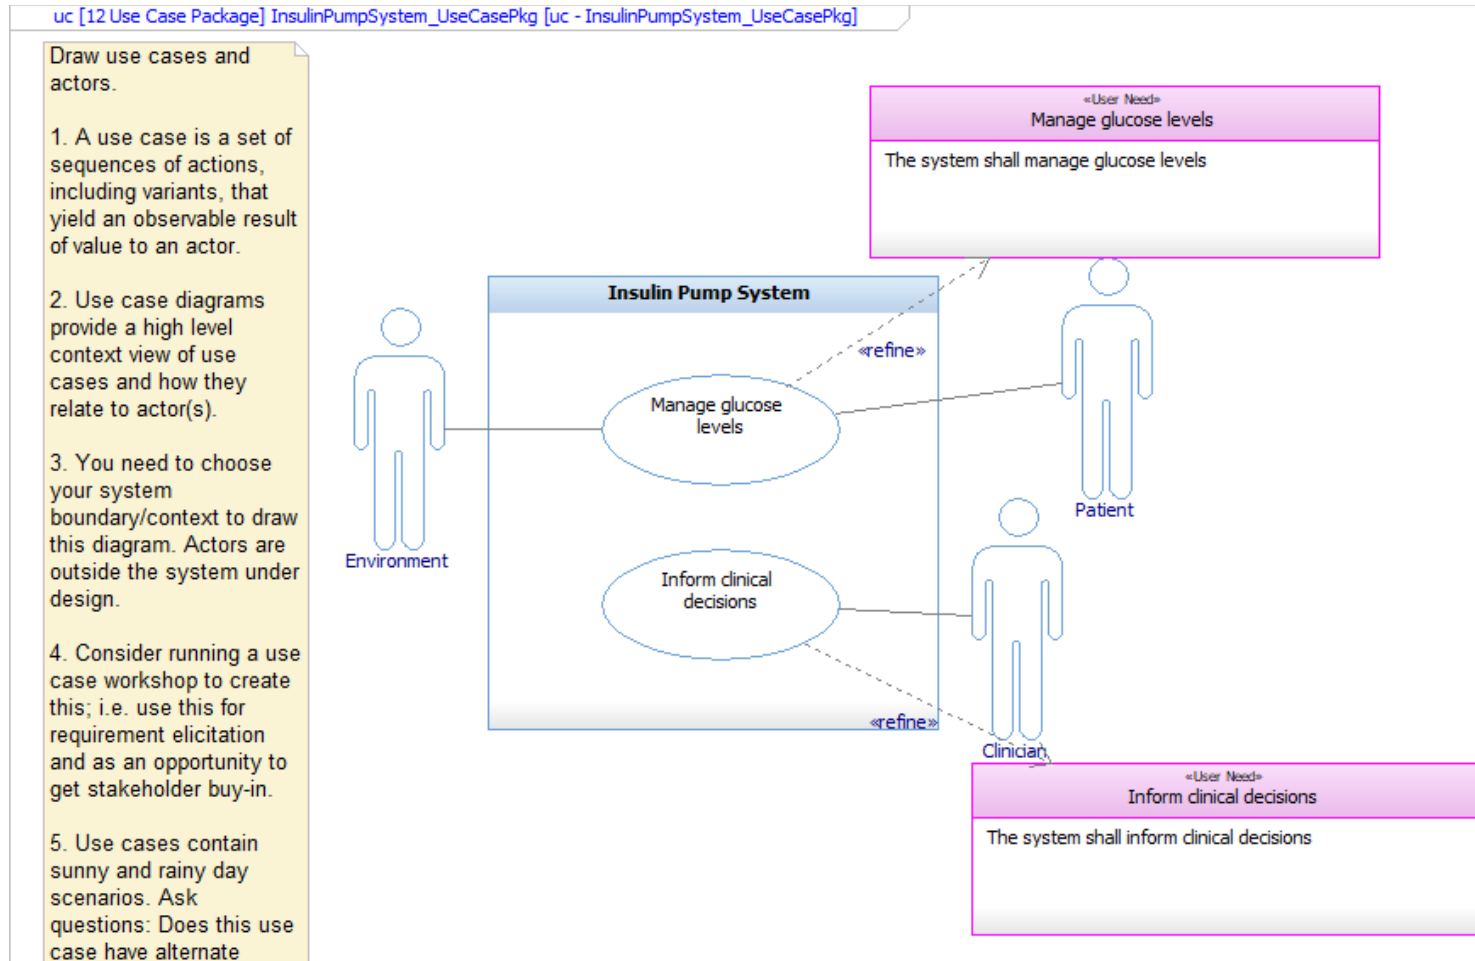 uc [12 Use Case Package] InsulinPumpSystem_UseCasePkg [uc - InsulinPumpSystem_UseCasePkg]
Draw use cases and
actors.
1. A use case is a set of
sequences of actions,
including variants, that
yield an observable result
of value to an actor.
2. Use case diagrams
provide a high level
context view of use
cases and how they
relate to actor(s).
3. You need to choose
your system
boundary/context to draw
this diagram. Actors are
outside the system under
design.
4. Consider running a use
case workshop to create
this; i.e. use this for
requirement elicitation
and as an opportunity to
get stakeholder buy-in.
5. Use cases contain
sunny and rainy day
scenarios. Ask
questions: Does this use
case have alternate
«User Need»
Manage glucose levels
The system shall manage glucose levels
Insulin Pump System
«refine»
Manage glucose
levels
Patient
Environment
Inform clinical
decisions
«refine»
Clinician
«User Need»
Inform clinical decisions
The system shall inform clinical decisions